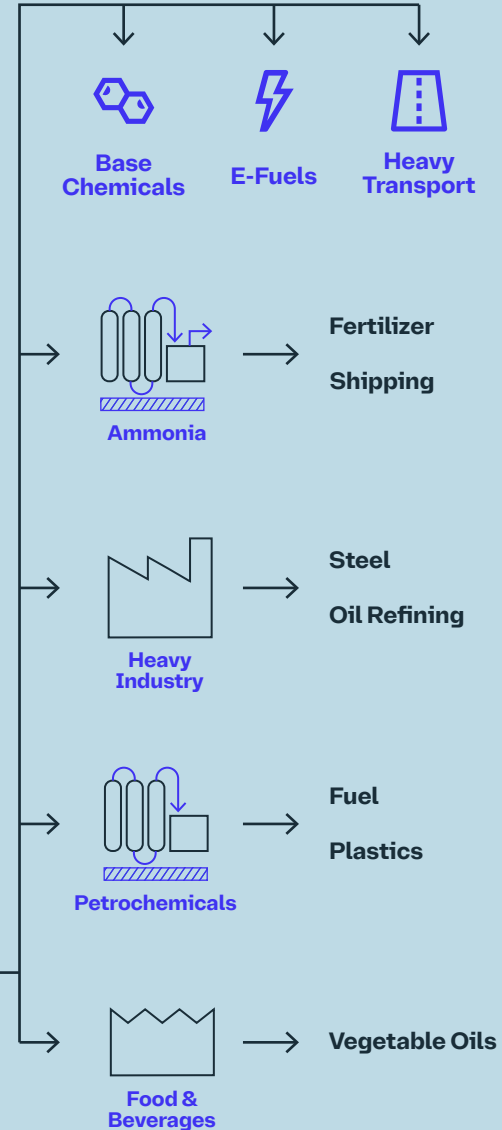 Base
Chemicals
E-Fuels
Heavy
Transport
Fertilizer
Shipping
Ammonia
Steel
Oil Refining
Heavy
Industry
Fuel
Plastics
Petrochemicals
Vegetable Oils
Food &
Beverages